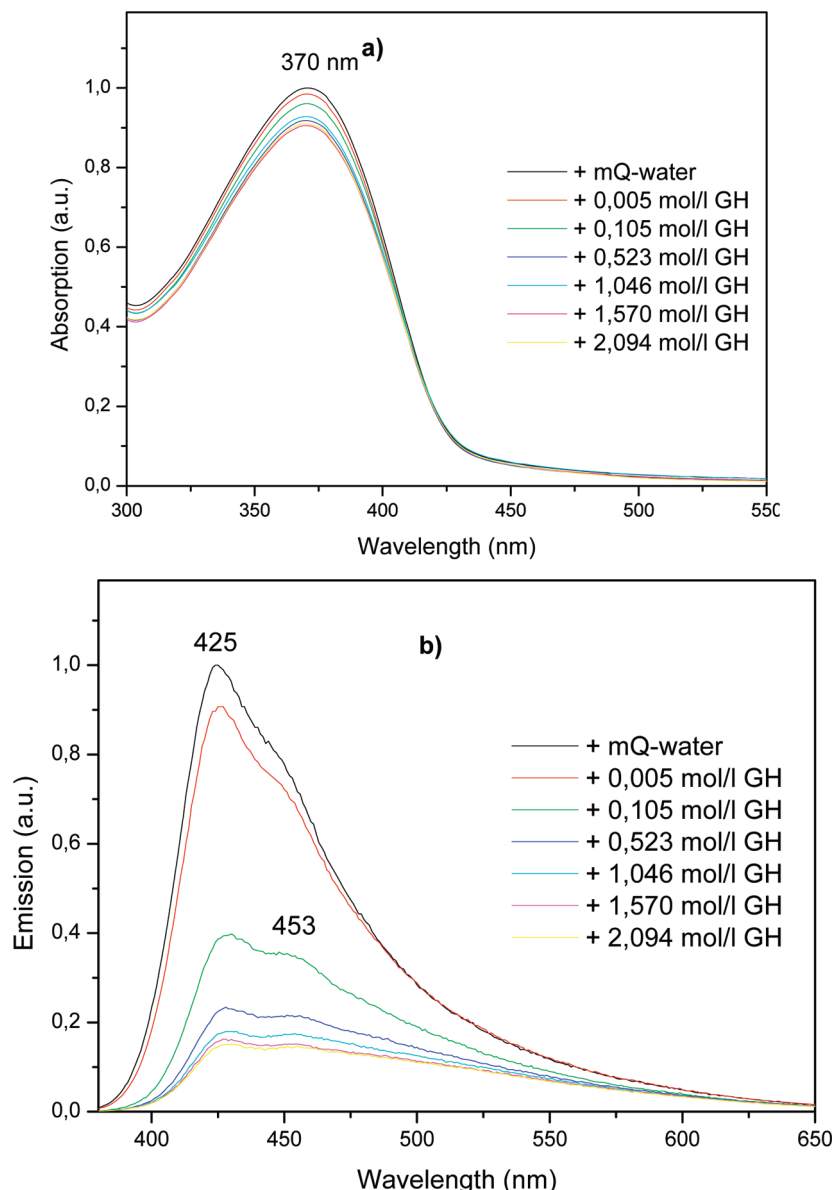 370 nm a)
1,0
0,8
0,6
0,4
0,2
0,0
Absorption (a.u.)
+ mQ-water
+ 0,005 mol/l GH
+ 0,105 mol/l GH
+ 0,523 mol/l GH
+ 1,046 mol/l GH
+ 1,570 mol/l GH
+ 2,094 mol/l GH
300 350 400 450 500 550
Wavelength (nm)
425 b)
1,0
0,8
0,6
0,4
0,2
0,0
Emission (a.u.)
453
+ mQ-water
+ 0,005 mol/l GH
+ 0,105 mol/l GH
+ 0,523 mol/l GH
+ 1,046 mol/l GH
+ 1,570 mol/l GH
+ 2,094 mol/l GH
400 450 500 550 600 650
Wavelength (nm)